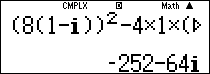 CMPLX D Math ▲
(8(1-i))²-4×1×(▷
-252-64i